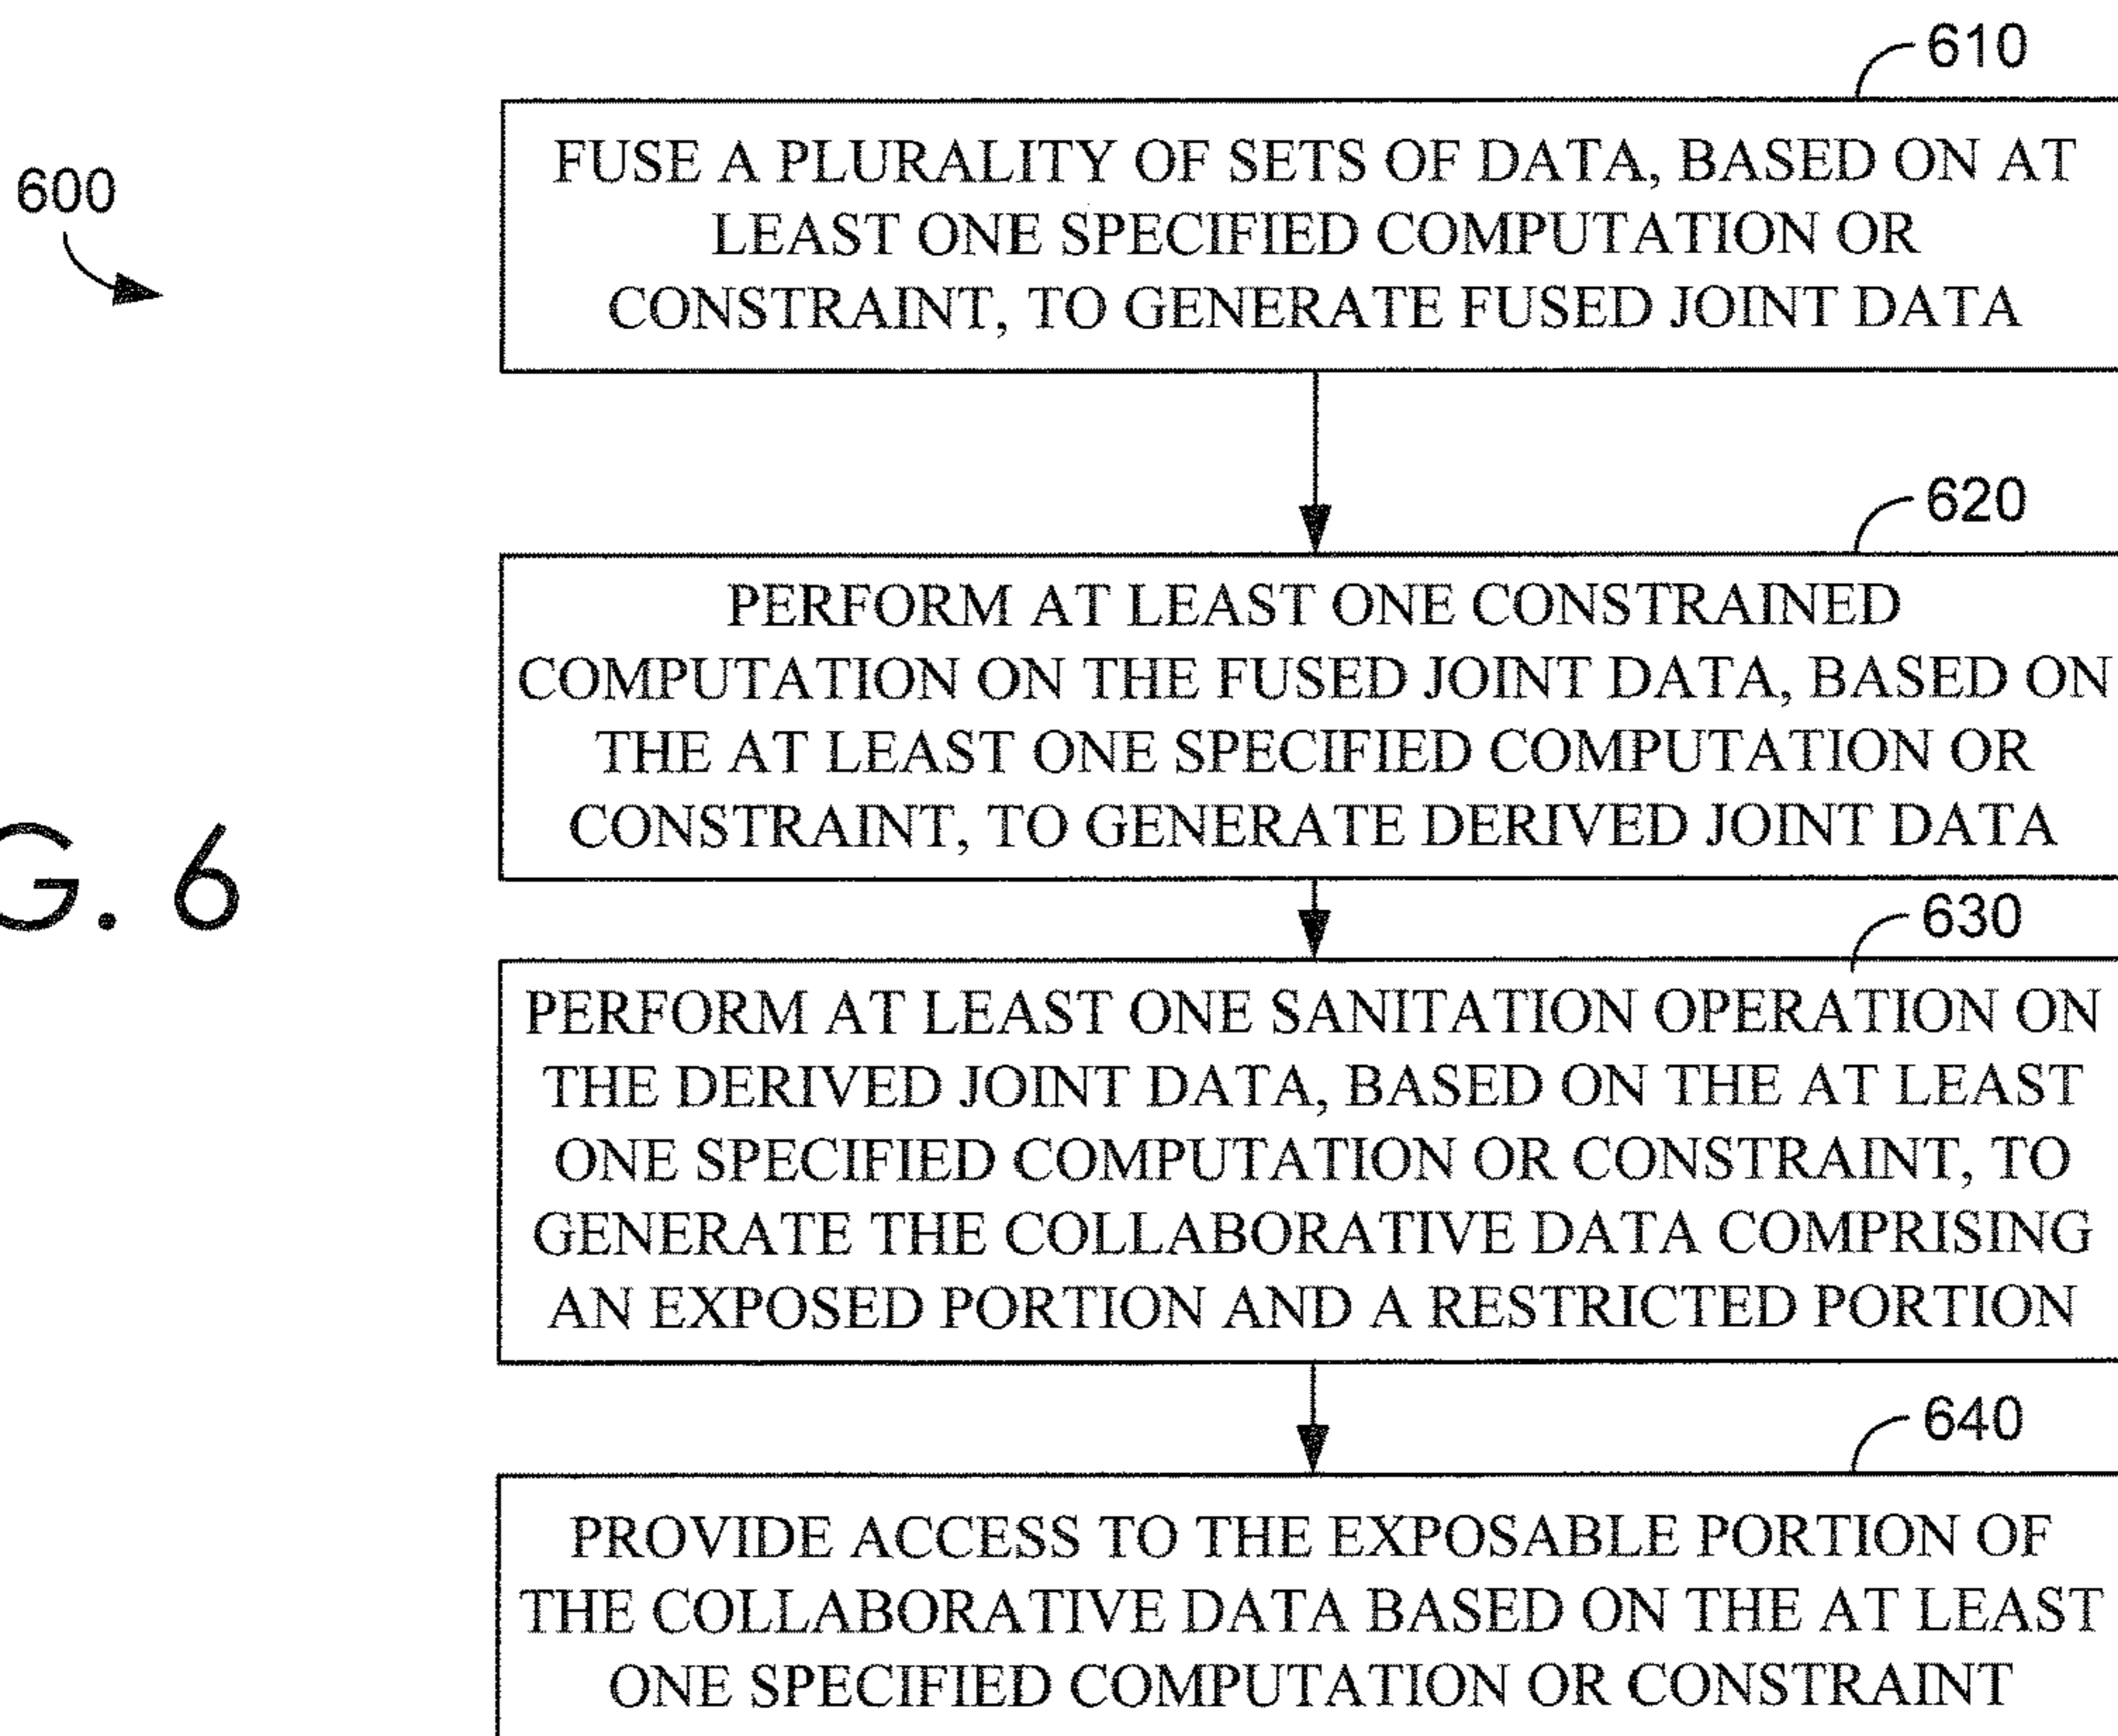 610
600
FUSE A PLURALITY OF SETS OF DATA, BASED ON AT
LEAST ONE SPECIFIED COMPUTATION OR
CONSTRAINT, TO GENERATE FUSED JOINT DATA
620
PERFORM AT LEAST ONE CONSTRAINED
COMPUTATION ON THE FUSED JOINT DATA, BASED ON
THE AT LEAST ONE SPECIFIED COMPUTATION OR
CONSTRAINT, TO GENERATE DERIVED JOINT DATA
G. 6
630
PERFORM AT LEAST ONE SANITATION OPERATION ON
THE DERIVED JOINT DATA, BASED ON THE AT LEAST
ONE SPECIFIED COMPUTATION OR CONSTRAINT, TO
GENERATE THE COLLABORATIVE DATA COMPRISING
AN EXPOSED PORTION AND A RESTRICTED PORTION
640
PROVIDE ACCESS TO THE EXPOSABLE PORTION OF
THE COLLABORATIVE DATA BASED ON THE AT LEAST
ONE SPECIFIED COMPUTATION OR CONSTRAINT